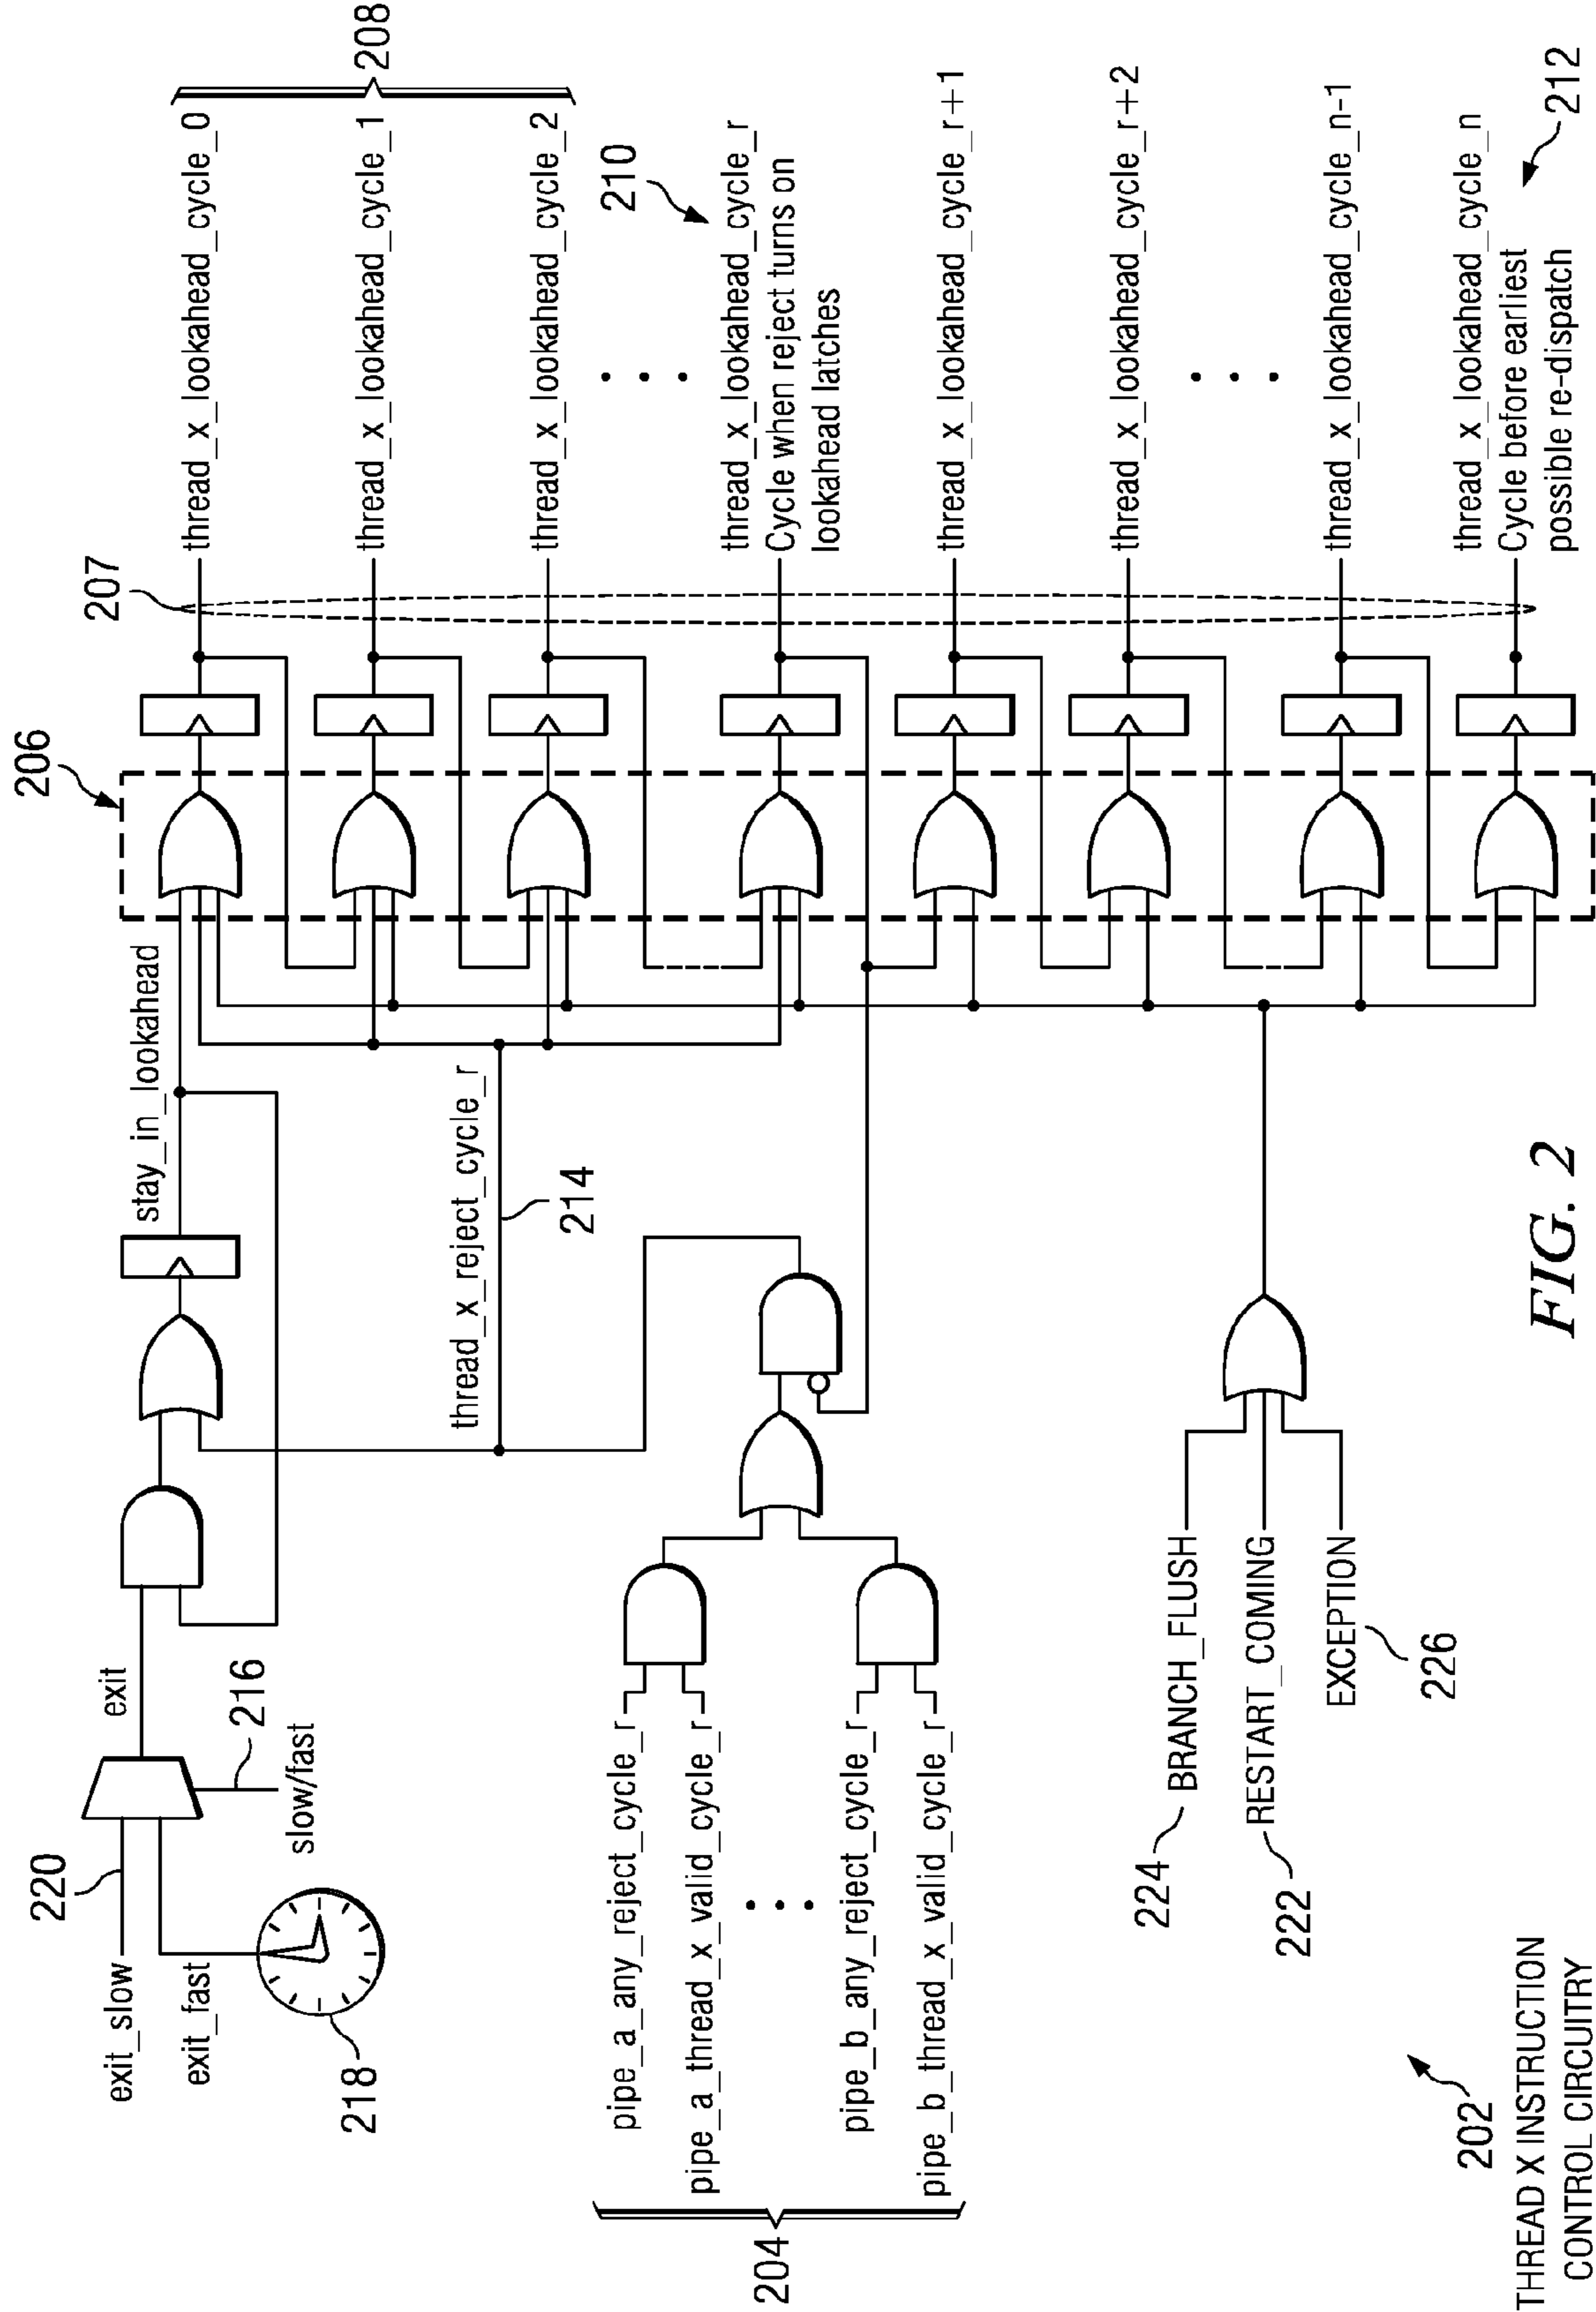 220
exit_slow
exit_fast
218
exit
216
slow/fast
stay_in_lookahead
206
207
thread_x_lookahead_cycle_0
thread_x_lookahead_cycle_1
thread_x_lookahead_cycle_2
208
210
thread_x_lookahead_cycle_r
Cycle when reject turns on
lookahead latches
thread_x_lookahead_cycle_r+1
thread_x_lookahead_cycle_r+2
thread_x_lookahead_cycle_n-1
thread_x_lookahead_cycle_n
Cycle before earliest
possible re-dispatch
212
thread_x_reject_cycle_r
214
204
pipe_a_any_reject_cycle_r
pipe_a_thread_x_valid_cycle_r
pipe_b_any_reject_cycle_r
pipe_b_thread_x_valid_cycle_r
224 BRANCH_FLUSH
222 RESTART_COMING
EXCEPTION
226
202
THREAD X INSTRUCTION
CONTROL CIRCUITRY
FIG. 2